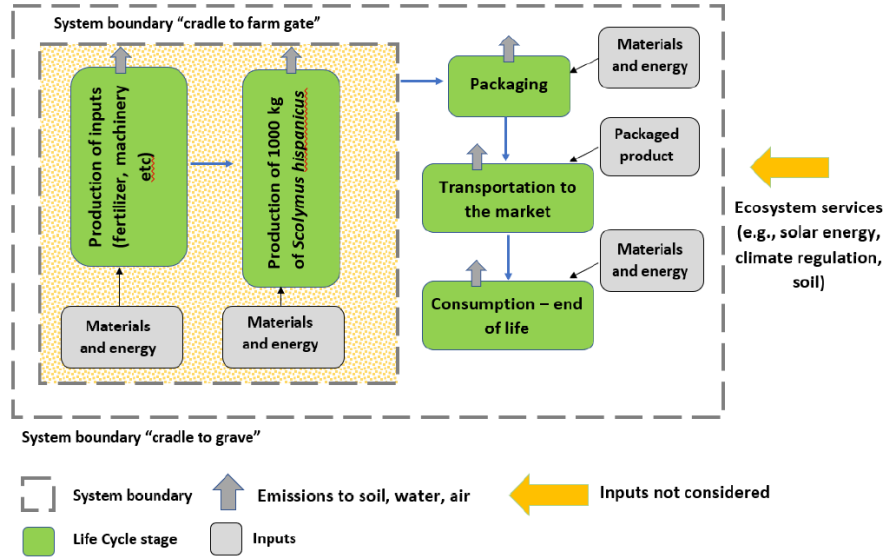 System boundary “cradle to farm gate”
Production of inputs
(fertilizer, machinery
etc)
Production of 1000 kg
of Scolymus hispanicus
Materials
and energy
Materials
and energy
Packaging
Materials
and energy
Packaged
product
Transportation to
the market
Materials
and energy
Consumption – end
of life
Ecosystem services
(e.g., solar energy,
climate regulation,
soil)
System boundary “cradle to grave”
System boundary
Emissions to soil, water, air
Inputs not considered
Life Cycle stage
Inputs